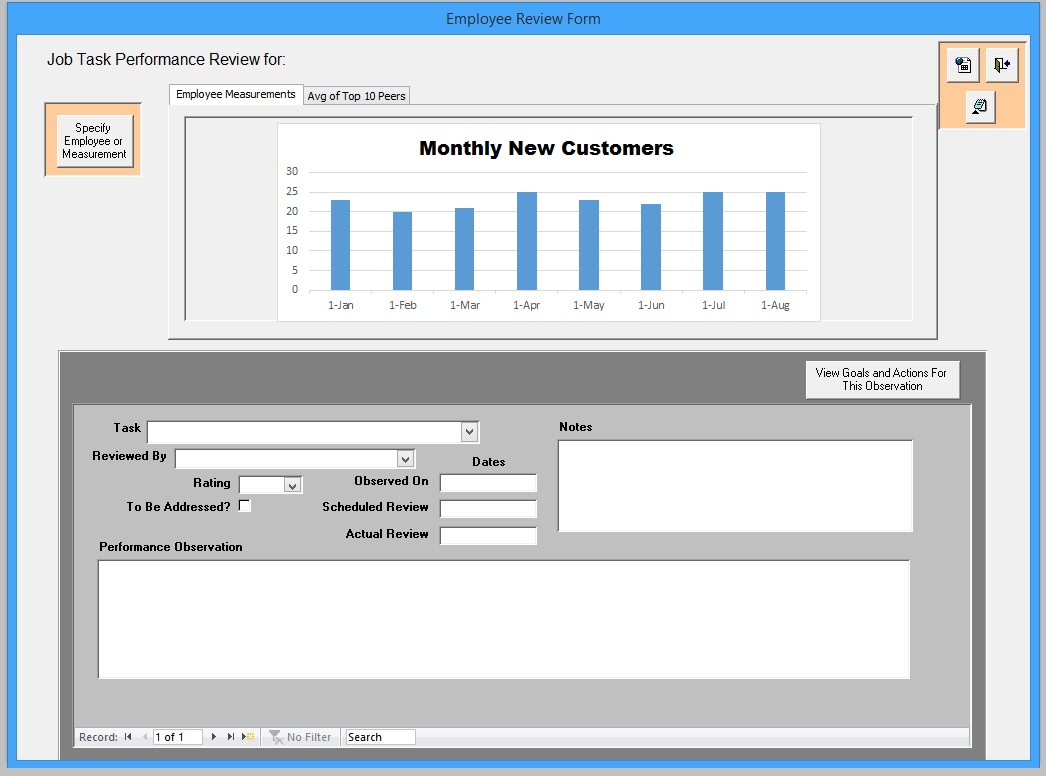 Employee Review Form
Job Task Performance Review for:
Employee Measurements
Avg of Top 10 Peers
Specify
Employee or
Measurement
Monthly New Customers
30
25
20
15
10
5
0
1-Jan 1-Feb 1-Mar 1-Apr 1-May 1-Jun 1-Jul 1-Aug
View Goals and Actions For
This Observation
Task
Notes
Reviewed By
Dates
Rating
Observed On
To Be Addressed?
Scheduled Review
Actual Review
Performance Observation
Record: 1 of 1 No Filter Search